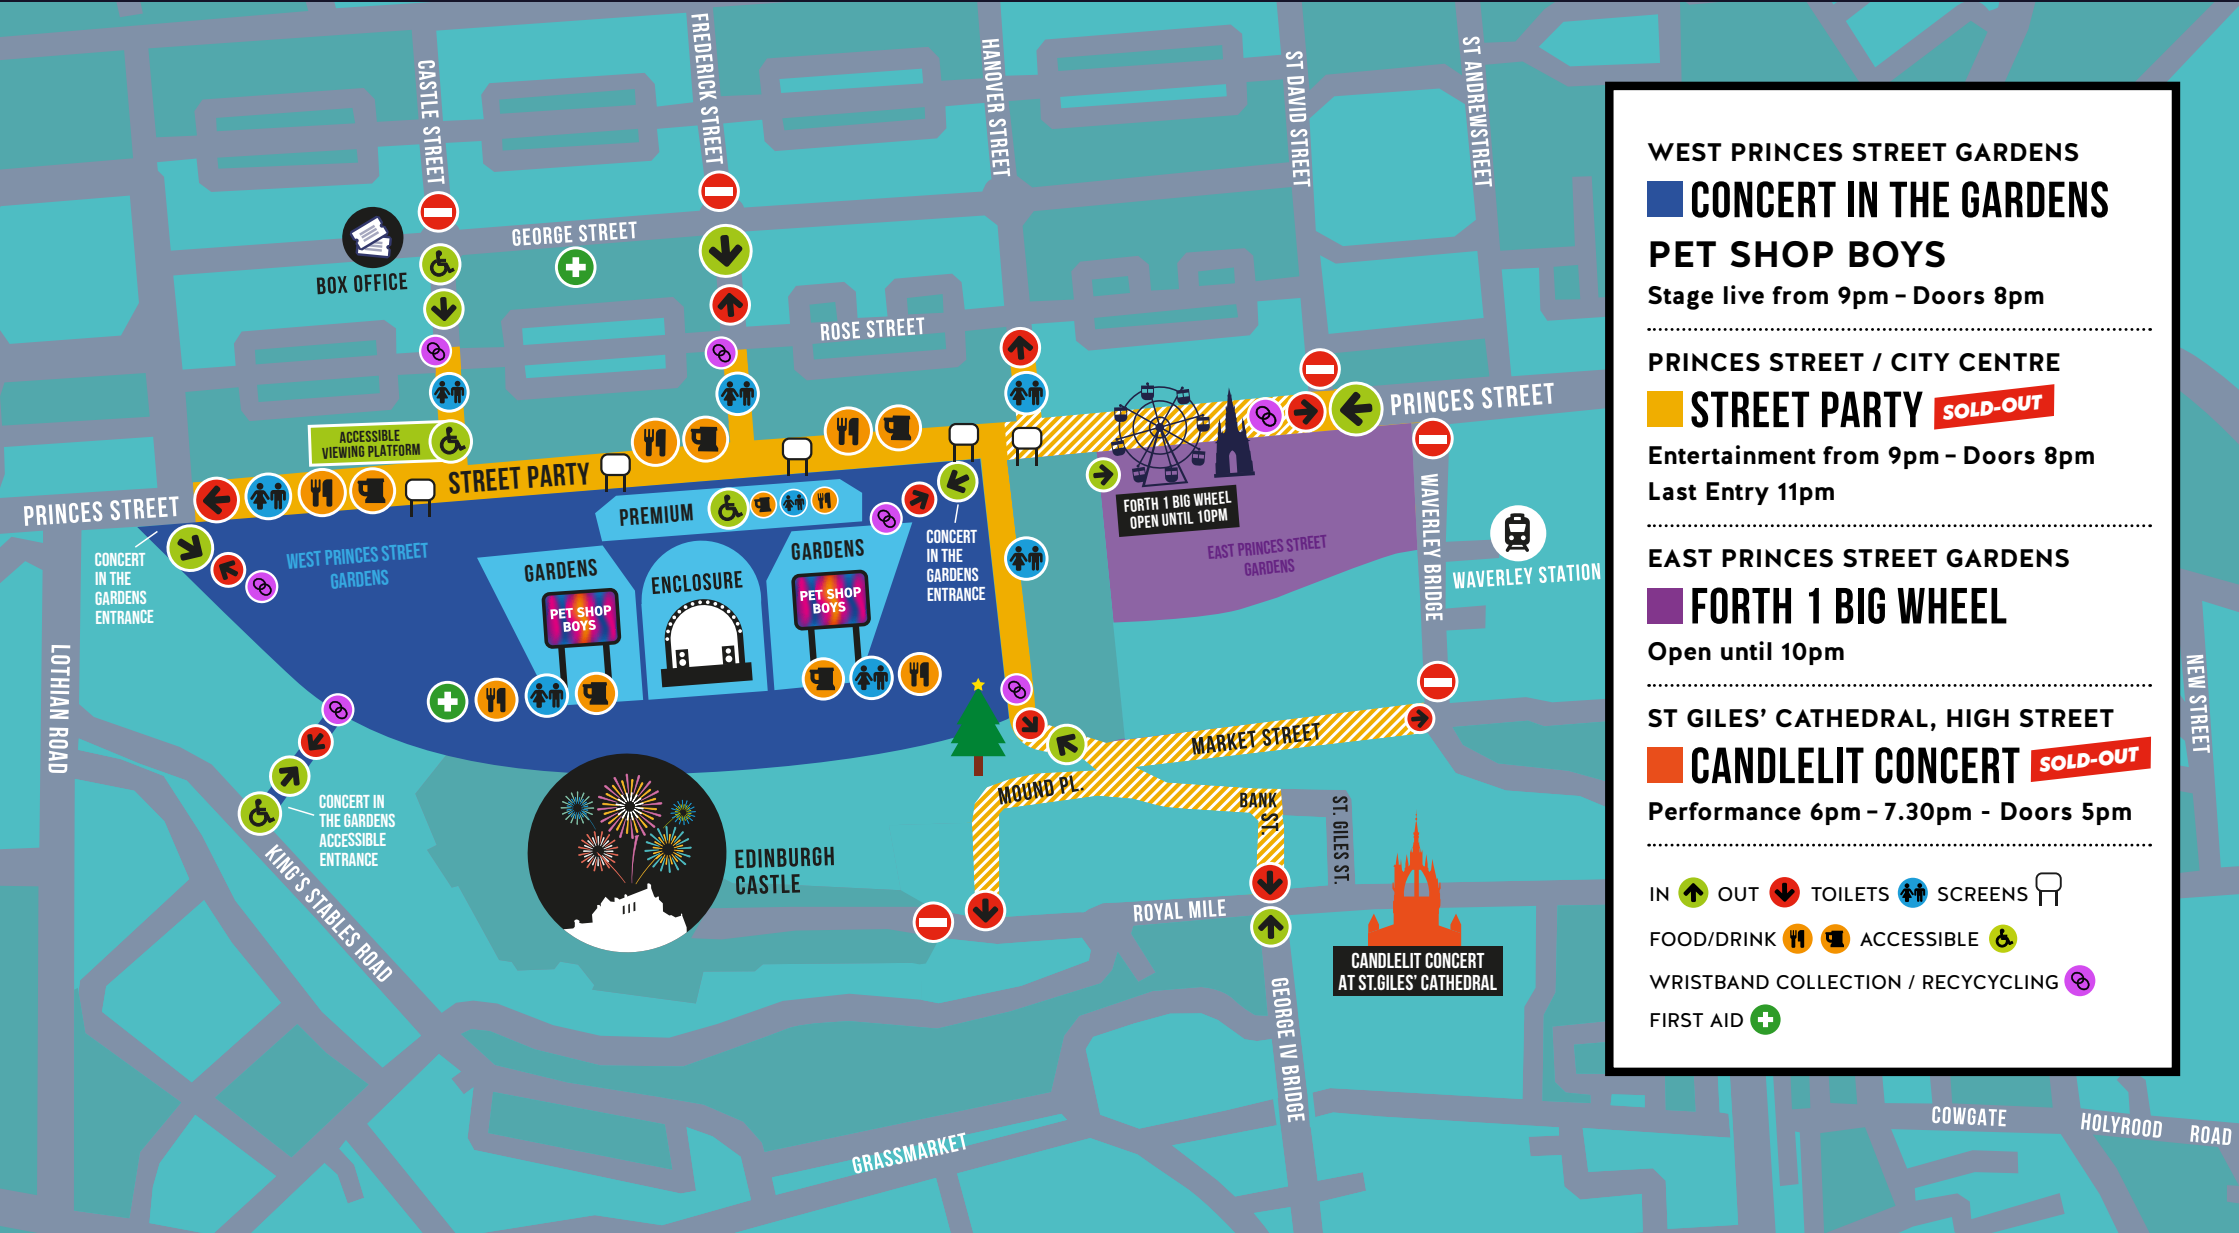 CASTLE STREET
FREDERICK STREET
HANOVER STREET
ST DAVID STREET
ST ANDREWSTREET
GEORGE STREET
BOX OFFICE
ROSE STREET
PRINCES STREET
ACCESSIBLE
VIEWING PLATFORM
STREET PARTY
PRINCES STREET
PREMIUM
FORTH 1 BIG WHEEL
OPEN UNTIL 10PM
CONCERT
IN THE
GARDENS
ENTRANCE
WEST PRINCES STREET
GARDENS
GARDENS
ENCLOSURE
GARDENS
PET SHOP
BOYS
PET SHOP
BOYS
CONCERT
IN THE
GARDENS
ENTRANCE
EAST PRINCES STREET
GARDENS
WAVERLEY BRIDGE
WAVERLEY STATION
LOTHIAN ROAD
NEW STREET
MARKET STREET
MOUND PL.
BANK
ST.
ST. GILES ST.
CONCERT IN
THE GARDENS
ACCESSIBLE
ENTRANCE
KING'S STABLES ROAD
EDINBURGH
CASTLE
ROYAL MILE
CANDLELIT CONCERT
AT ST.GILES' CATHEDRAL
GEORGE IV BRIDGE
GRASSMARKET
COWGATE
HOLYROOD ROAD
WEST PRINCES STREET GARDENS
CONCERT IN THE GARDENS
PET SHOP BOYS
Stage live from 9pm – Doors 8pm
PRINCES STREET / CITY CENTRE
STREET PARTY SOLD-OUT
Entertainment from 9pm – Doors 8pm
Last Entry 11pm
EAST PRINCES STREET GARDENS
FORTH 1 BIG WHEEL
Open until 10pm
ST GILES' CATHEDRAL, HIGH STREET
CANDLELIT CONCERT SOLD-OUT
Performance 6pm – 7.30pm - Doors 5pm
IN OUT TOILETS SCREENS
FOOD/DRINK ACCESSIBLE
WRISTBAND COLLECTION / RECYCYCLING
FIRST AID